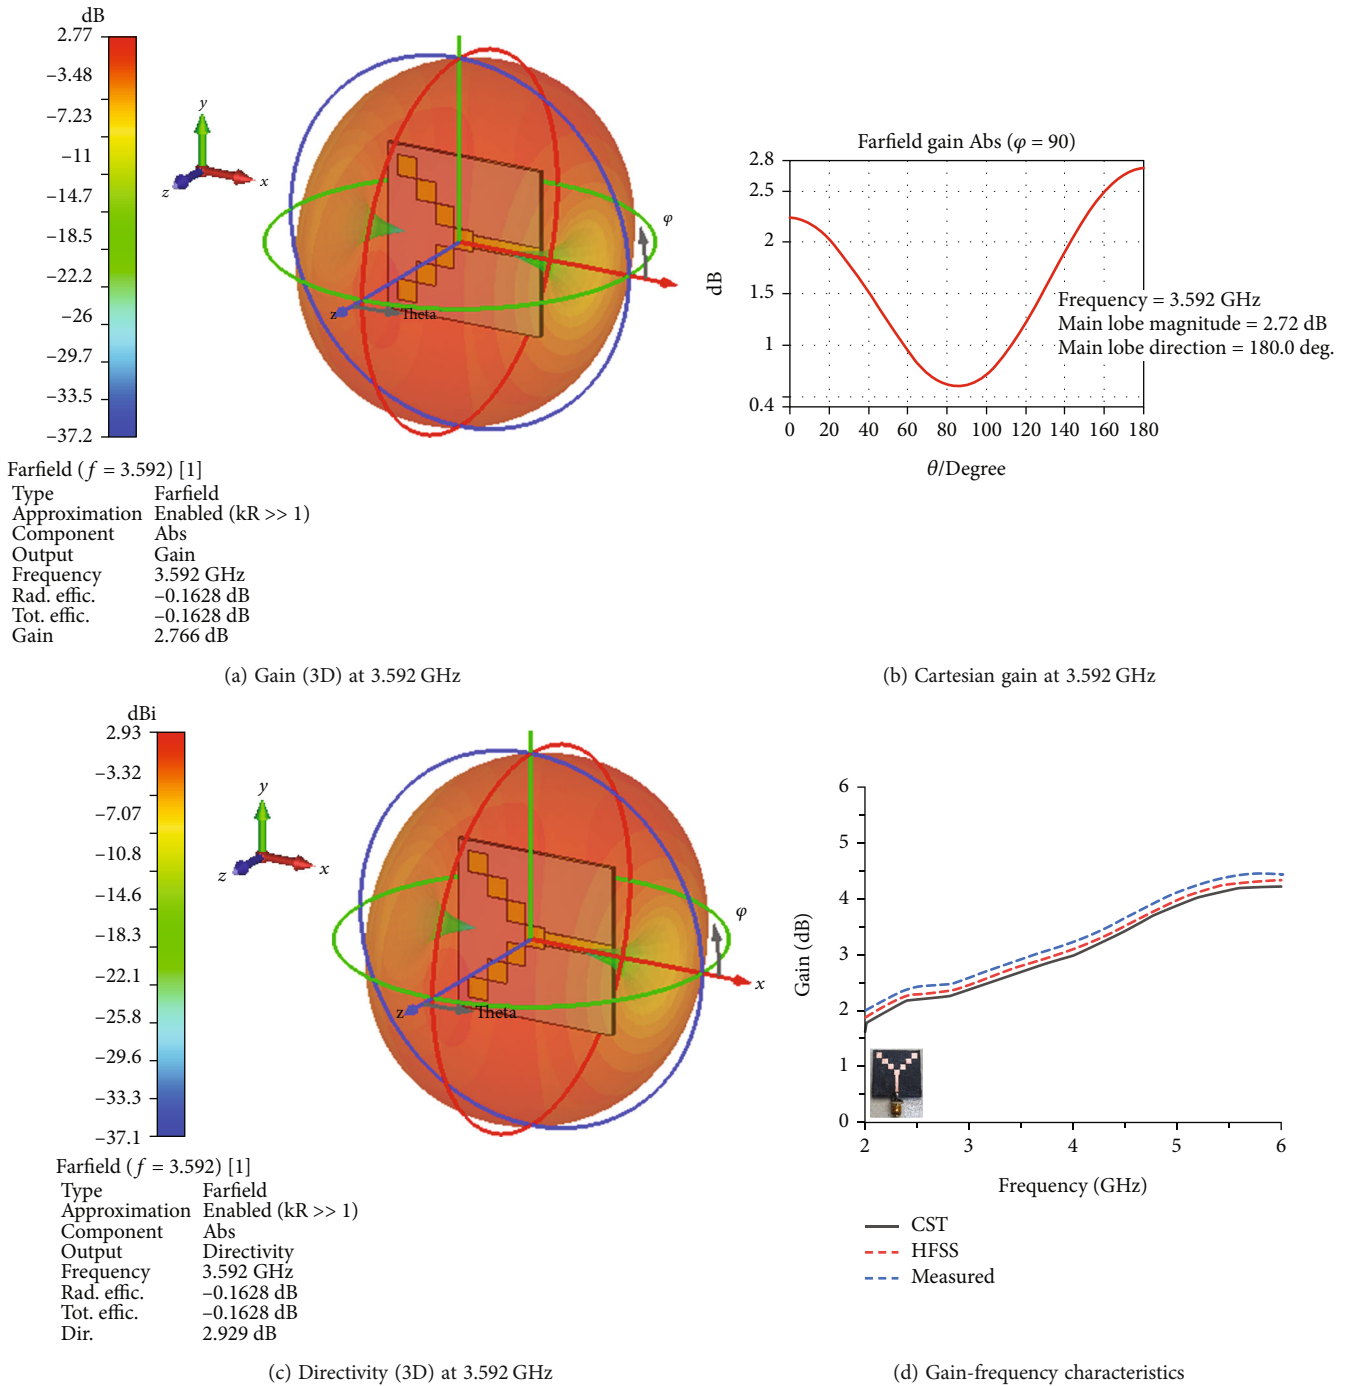 dB
2.77
−3.48
−7.23
−11
−14.7
−18.5
−22.2
−26
−29.7
−33.5
−37.2
y
x
z
φ
z
Theta
Farfield (f = 3.592) [1]
Type Farfield
Approximation Enabled (kR >> 1)
Component Abs
Output Gain
Frequency 3.592 GHz
Rad. effic. −0.1628 dB
Tot. effic. −0.1628 dB
Gain 2.766 dB
(a) Gain (3D) at 3.592 GHz
Farfield gain Abs (φ = 90)
2.8
2.5
2
1.5
1
0.4
dB
0 20 40 60 80 100 120 140 160 180
θ/Degree
Frequency = 3.592 GHz
Main lobe magnitude = 2.72 dB
Main lobe direction = 180.0 deg.
(b) Cartesian gain at 3.592 GHz
dBi
2.93
−3.32
−7.07
−10.8
−14.6
−18.3
−22.1
−25.8
−29.6
−33.3
−37.1
y
x
z
φ
x
z
Theta
Farfield (f = 3.592) [1]
Type Farfield
Approximation Enabled (kR >> 1)
Component Abs
Output Directivity
Frequency 3.592 GHz
Rad. effic. −0.1628 dB
Tot. effic. −0.1628 dB
Dir. 2.929 dB
(c) Directivity (3D) at 3.592 GHz
6
5
4
3
2
1
0
Gain (dB)
2 3 4 5 6
Frequency (GHz)
CST
HFSS
Measured
(d) Gain-frequency characteristics